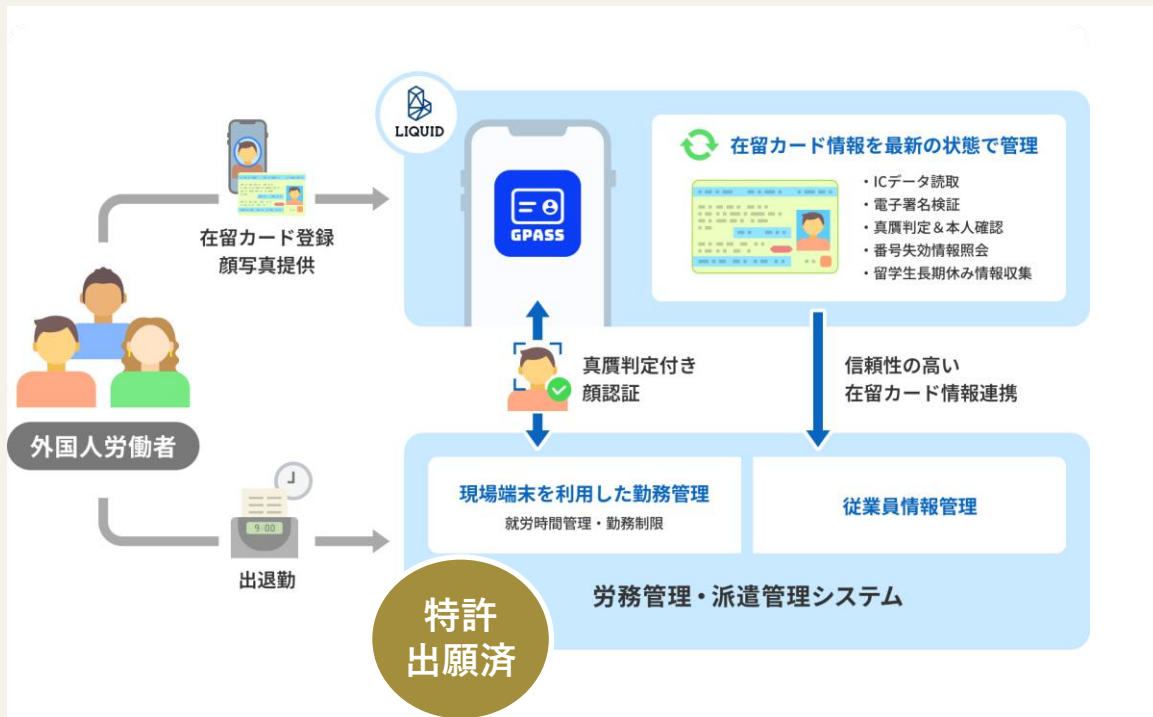 LIQUID
GPASS
在留カード情報を最新の状態で管理
・ICデータ読取
・電子署名検証
・真贋判定＆本人確認
・番号失効情報照会
・留学生長期休み情報収集
在留カード登録
顔写真提供
外国人労働者
真贋判定付き
顔認証
信頼性の高い
在留カード情報連携
9:00
出退勤
現場端末を利用した勤務管理
就労時間管理・勤務制限
従業員情報管理
労務管理・派遣管理システム
特許
出願済